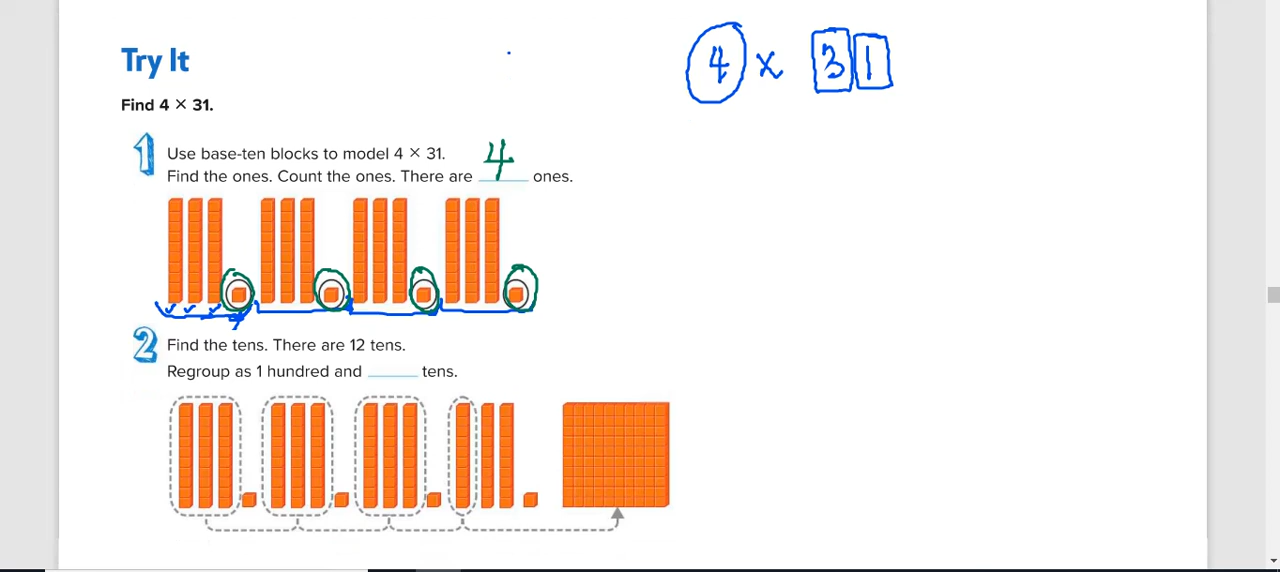 Try It
4 × 31
Find 4 × 31.
1 Use base-ten blocks to model 4 × 31.
Find the ones. Count the ones. There are 4 ones.
2 Find the tens. There are 12 tens.
Regroup as 1 hundred and ____ tens.